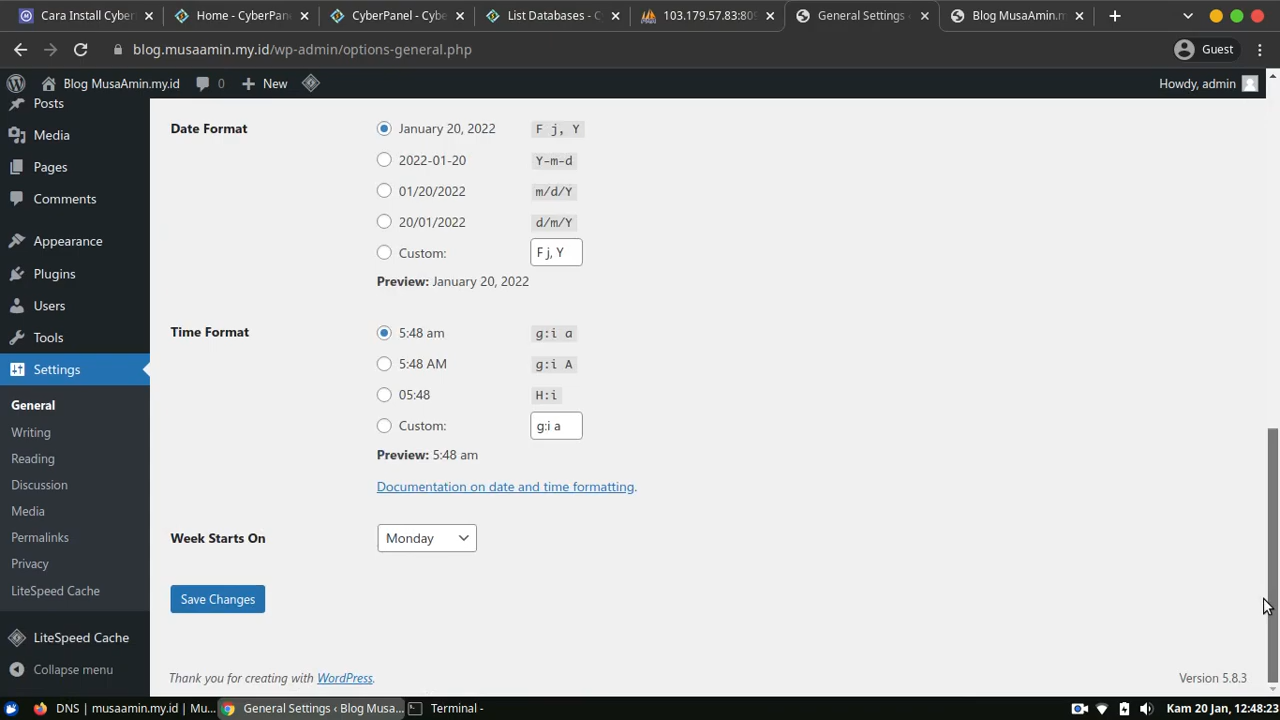 Cara Install Cyber
Home - CyberPane
CyberPanel - Cybe
List Databases - C
103.179.57.83:809
General Settings ‹
Blog MusaAmin.m
blog.musaamin.my.id/wp-admin/options-general.php
Guest
Blog MusaAmin.my.id
0
New
Howdy, admin
Posts
Media
Pages
Comments
Appearance
Plugins
Users
Tools
Settings
General
Writing
Reading
Discussion
Media
Permalinks
Privacy
LiteSpeed Cache
LiteSpeed Cache
Collapse menu
Date Format
January 20, 2022 F j, Y
2022-01-20 Y-m-d
01/20/2022 m/d/Y
20/01/2022 d/m/Y
Custom: F j, Y
Preview: January 20, 2022
Time Format
5:48 am g:i a
5:48 AM g:i A
05:48 H:i
Custom: g:i a
Preview: 5:48 am
Documentation on date and time formatting.
Week Starts On
Monday
Save Changes
Thank you for creating with WordPress.
Version 5.8.3
DNS | musaamin.my.id | Mu...
General Settings ‹ Blog Musa...
Terminal -
Kam 20 Jan, 12:48:23